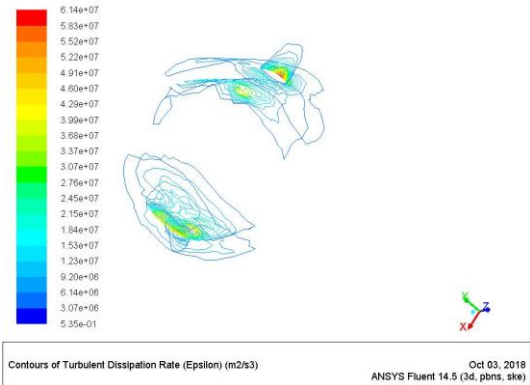 6.14e+07
5.83e+07
5.52e+07
5.22e+07
4.91e+07
4.60e+07
4.29e+07
3.99e+07
3.68e+07
3.37e+07
3.07e+07
2.76e+07
2.45e+07
2.15e+07
1.84e+07
1.53e+07
1.23e+07
9.20e+06
6.14e+06
3.07e+06
5.35e-01
Y
Z
X
Contours of Turbulent Dissipation Rate (Epsilon) (m2/s3)
Oct 03, 2018
ANSYS Fluent 14.5 (3d, pbns, ske)